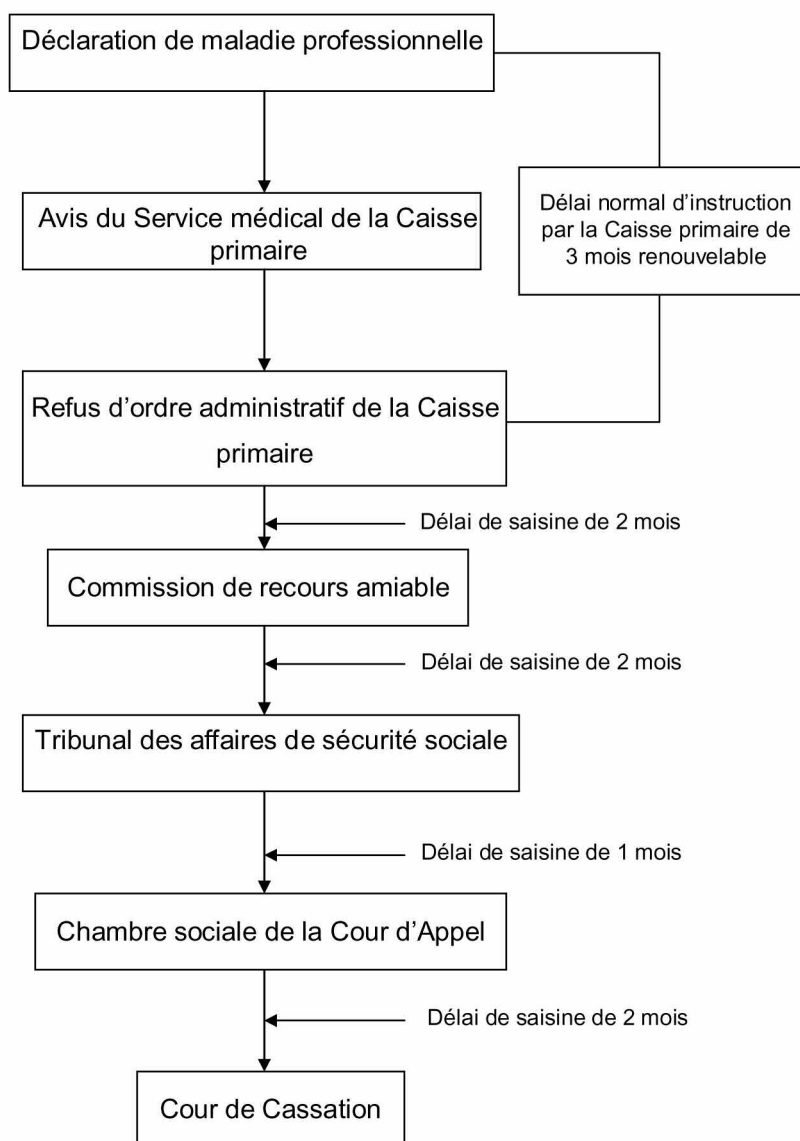 Déclaration de maladie professionnelle
Avis du Service médical de la Caisse
primaire
Délai normal d'instruction
par la Caisse primaire de
3 mois renouvelable
Refus d'ordre administratif de la Caisse
primaire
Délai de saisine de 2 mois
Commission de recours amiable
Délai de saisine de 2 mois
Tribunal des affaires de sécurité sociale
Délai de saisine de 1 mois
Chambre sociale de la Cour d'Appel
Délai de saisine de 2 mois
Cour de Cassation